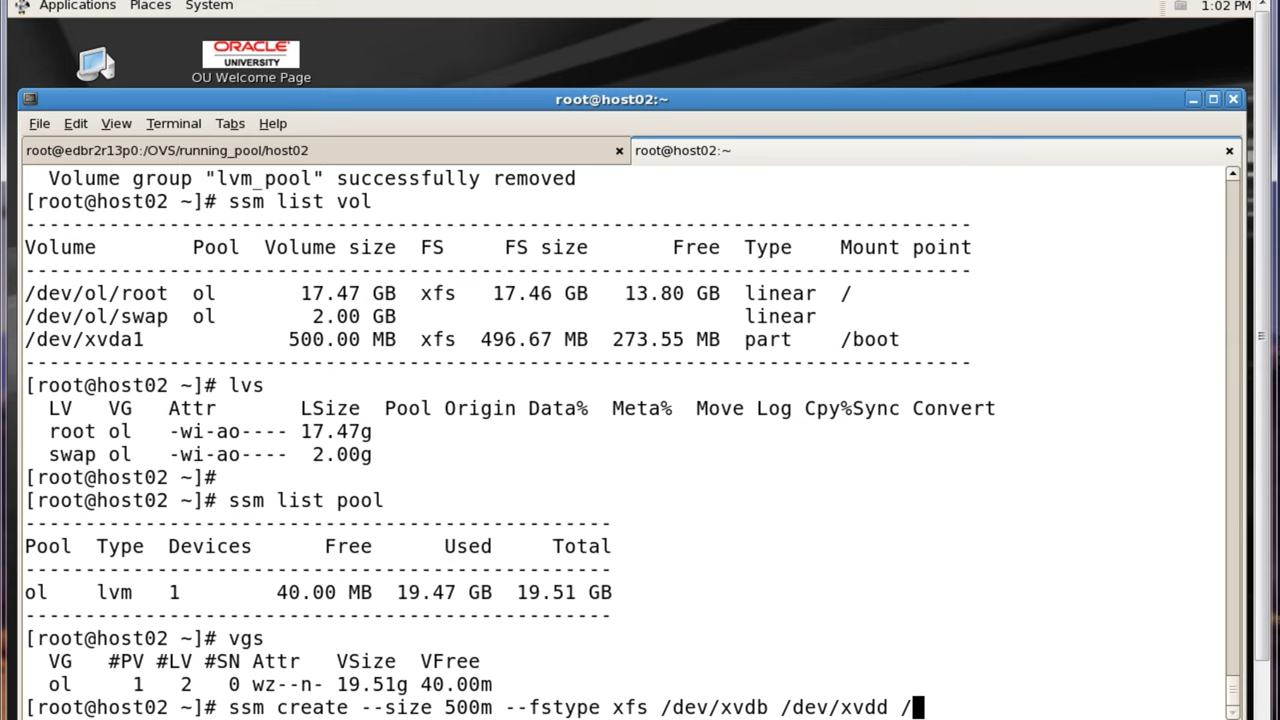 Applications Places System 1:02 PM
ORACLE
UNIVERSITY
OU Welcome Page
root@host02:~
File Edit View Terminal Tabs Help
root@edbr2r13p0:/OVS/running_pool/host02 × root@host02:~ ×
Volume group "lvm_pool" successfully removed
[root@host02 ~]# ssm list vol
--------------------------------------------------------------------------------
Volume Pool Volume size FS FS size Free Type Mount point
--------------------------------------------------------------------------------
/dev/ol/root ol 17.47 GB xfs 17.46 GB 13.80 GB linear /
/dev/ol/swap ol 2.00 GB linear
/dev/xvda1 500.00 MB xfs 496.67 MB 273.55 MB part /boot
--------------------------------------------------------------------------------
[root@host02 ~]# lvs
LV VG Attr LSize Pool Origin Data% Meta% Move Log Cpy%Sync Convert
root ol -wi-ao---- 17.47g
swap ol -wi-ao---- 2.00g
[root@host02 ~]#
[root@host02 ~]# ssm list pool
-------------------------------------------------
Pool Type Devices Free Used Total
-------------------------------------------------
ol lvm 1 40.00 MB 19.47 GB 19.51 GB
-------------------------------------------------
[root@host02 ~]# vgs
VG #PV #LV #SN Attr VSize VFree
ol 1 2 0 wz--n- 19.51g 40.00m
[root@host02 ~]# ssm create --size 500m --fstype xfs /dev/xvdb /dev/xvdd /